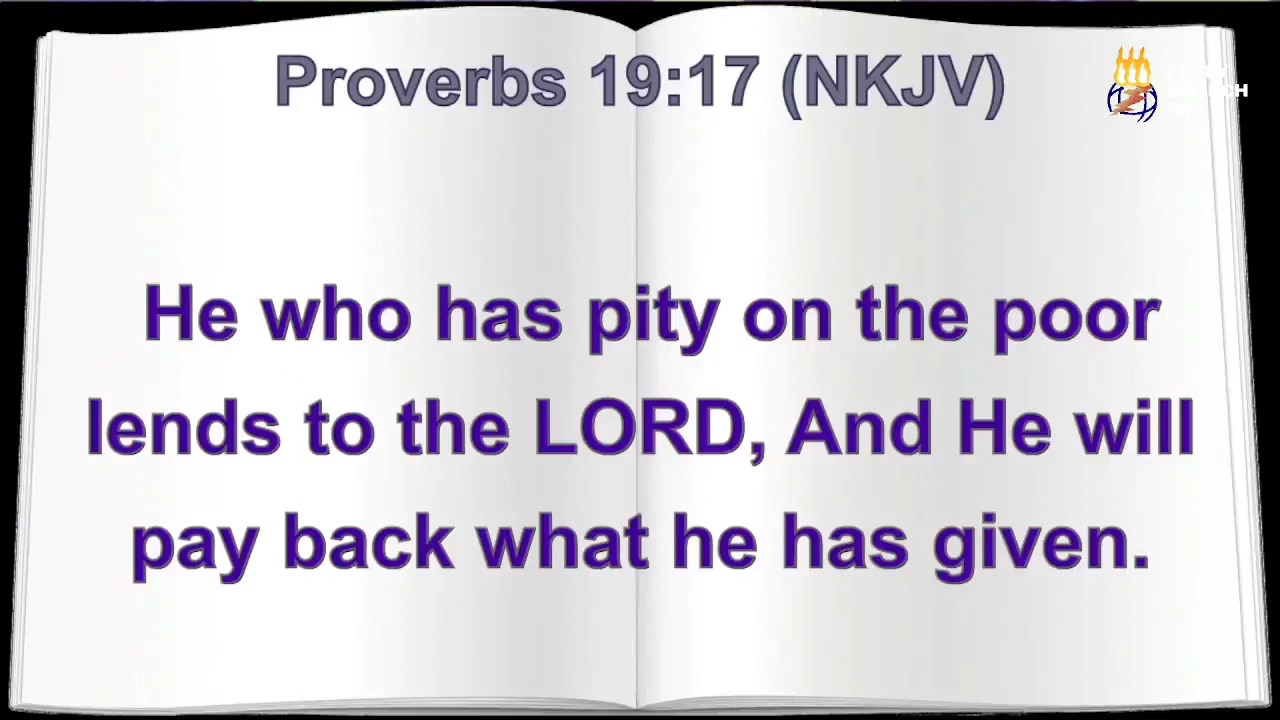 Proverbs 19:17 (NKJV)
He who has pity on the poor
lends to the LORD, And He will
pay back what he has given.